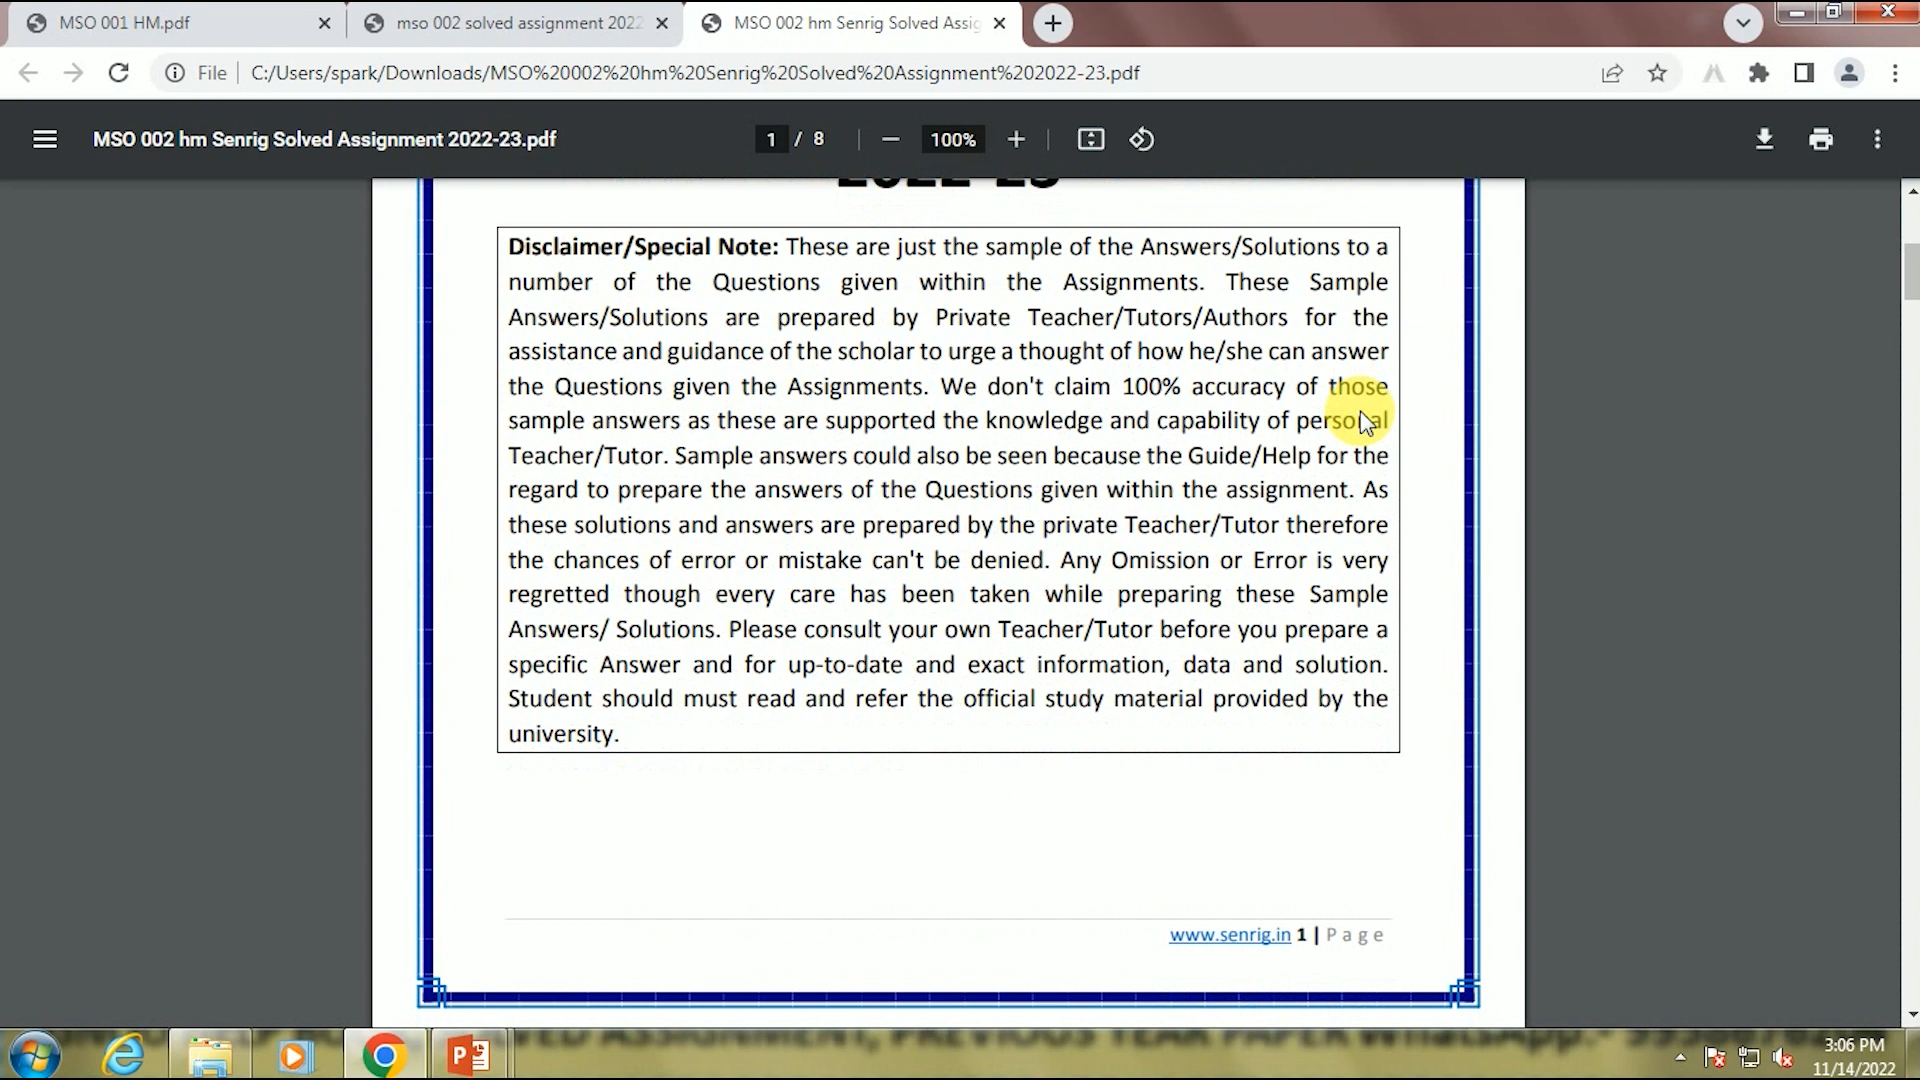 MSO 001 HM.pdf
mso 002 solved assignment 2022
MSO 002 hm Senrig Solved Assig
File
C:/Users/spark/Downloads/MSO%20002%20hm%20Senrig%20Solved%20Assignment%202022-23.pdf
MSO 002 hm Senrig Solved Assignment 2022-23.pdf
1 / 8
100%
2022-23
Disclaimer/Special Note: These are just the sample of the Answers/Solutions to a
number of the Questions given within the Assignments. These Sample
Answers/Solutions are prepared by Private Teacher/Tutors/Authors for the
assistance and guidance of the scholar to urge a thought of how he/she can answer
the Questions given the Assignments. We don't claim 100% accuracy of those
sample answers as these are supported the knowledge and capability of personal
Teacher/Tutor. Sample answers could also be seen because the Guide/Help for the
regard to prepare the answers of the Questions given within the assignment. As
these solutions and answers are prepared by the private Teacher/Tutor therefore
the chances of error or mistake can't be denied. Any Omission or Error is very
regretted though every care has been taken while preparing these Sample
Answers/ Solutions. Please consult your own Teacher/Tutor before you prepare a
specific Answer and for up-to-date and exact information, data and solution.
Student should must read and refer the official study material provided by the
university.
www.senrig.in 1 | Page
ASSIGNMENT, PREVIOUS YEAR PAPER WhatsApp:-
3:06 PM
11/14/2022